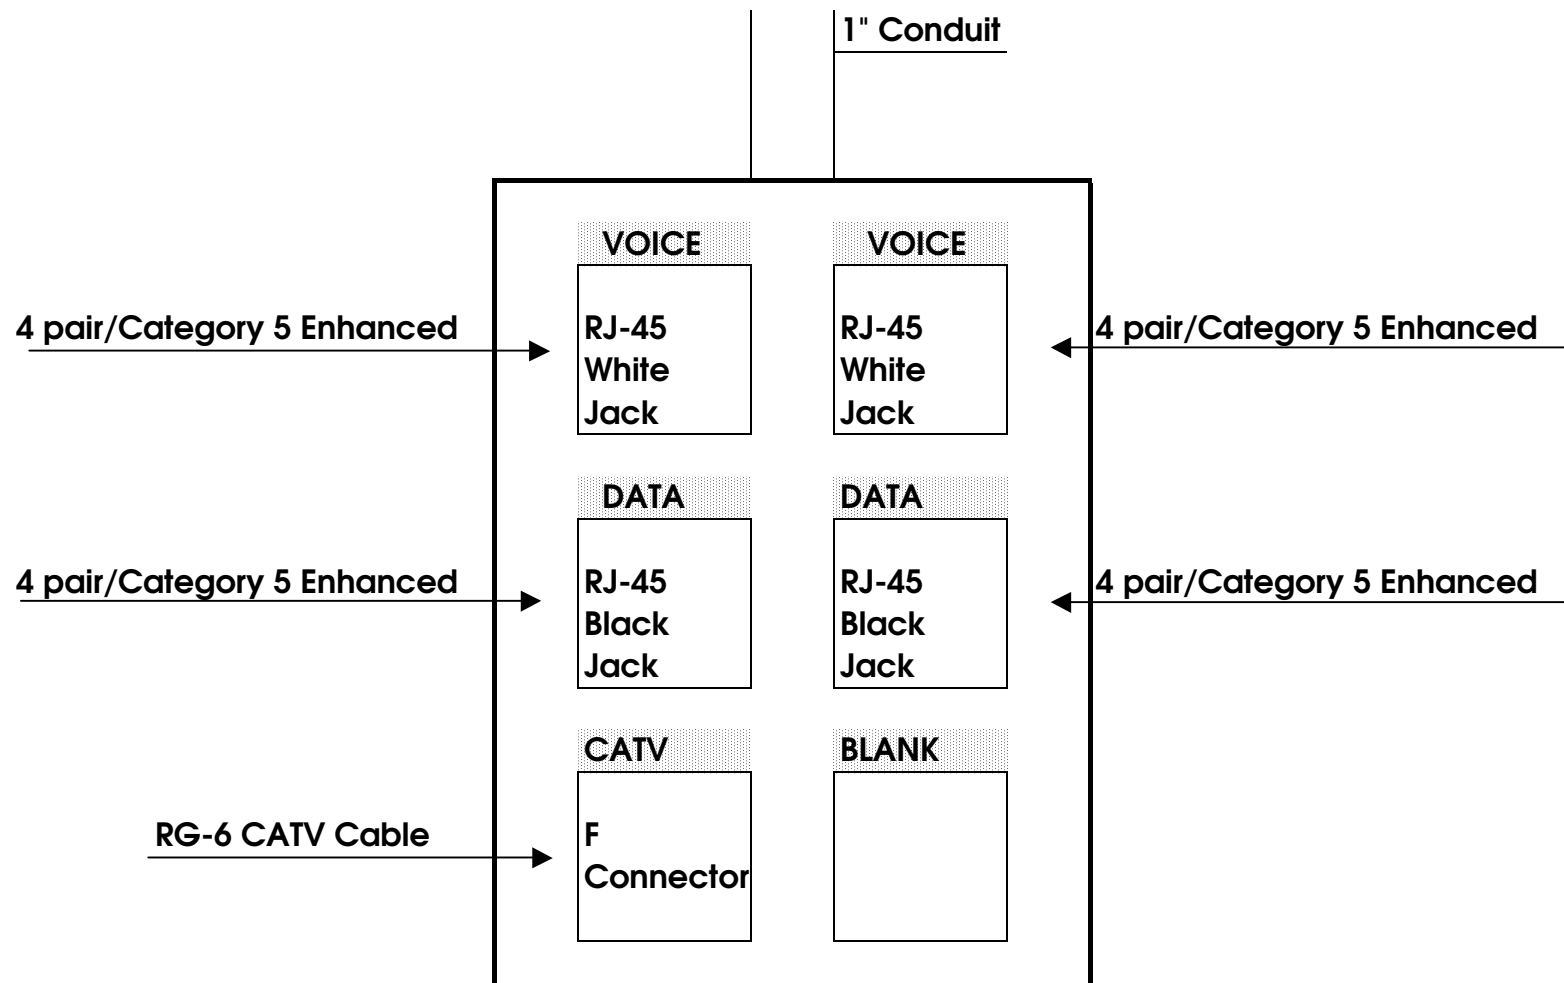 1" Conduit
VOICE VOICE
4 pair/Category 5 Enhanced RJ-45 RJ-45 4 pair/Category 5 Enhanced
White White
Jack Jack
DATA DATA
4 pair/Category 5 Enhanced RJ-45 RJ-45 4 pair/Category 5 Enhanced
Black Black
Jack Jack
CATV BLANK
RG-6 CATV Cable F
Connector